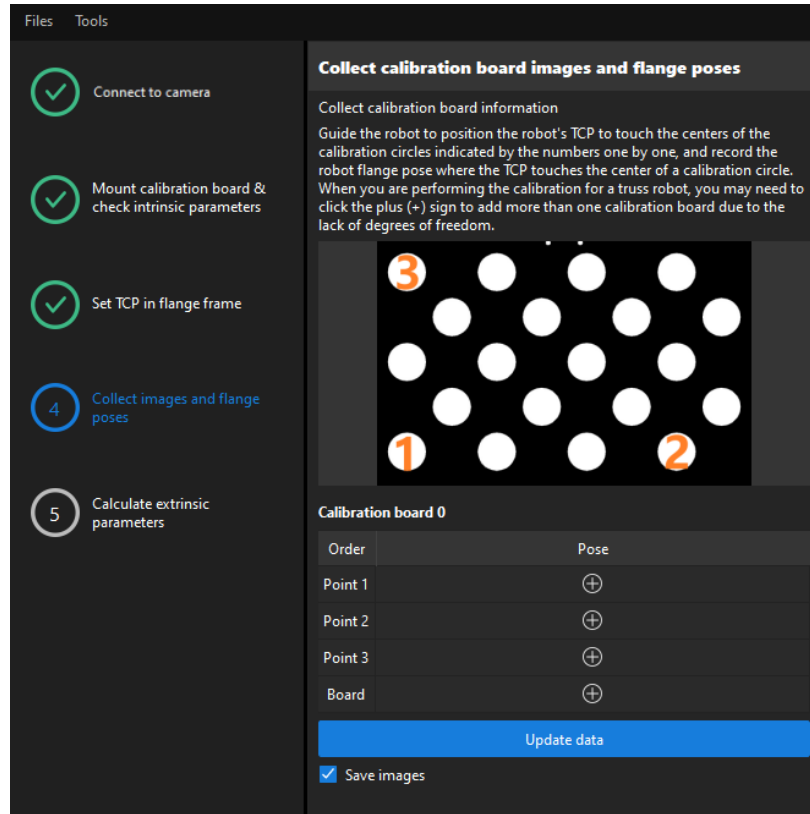 Files Tools
Connect to camera
Mount calibration board &
check intrinsic parameters
Set TCP in flange frame
4
Collect images and flange
poses
5
Calculate extrinsic
parameters
Collect calibration board images and flange poses
Collect calibration board information
Guide the robot to position the robot's TCP to touch the centers of the
calibration circles indicated by the numbers one by one, and record the
robot flange pose where the TCP touches the center of a calibration circle.
When you are performing the calibration for a truss robot, you may need to
click the plus (+) sign to add more than one calibration board due to the
lack of degrees of freedom.
3
1 2
Calibration board 0
Order Pose
Point 1
Point 2
Point 3
Board
Update data
Save images